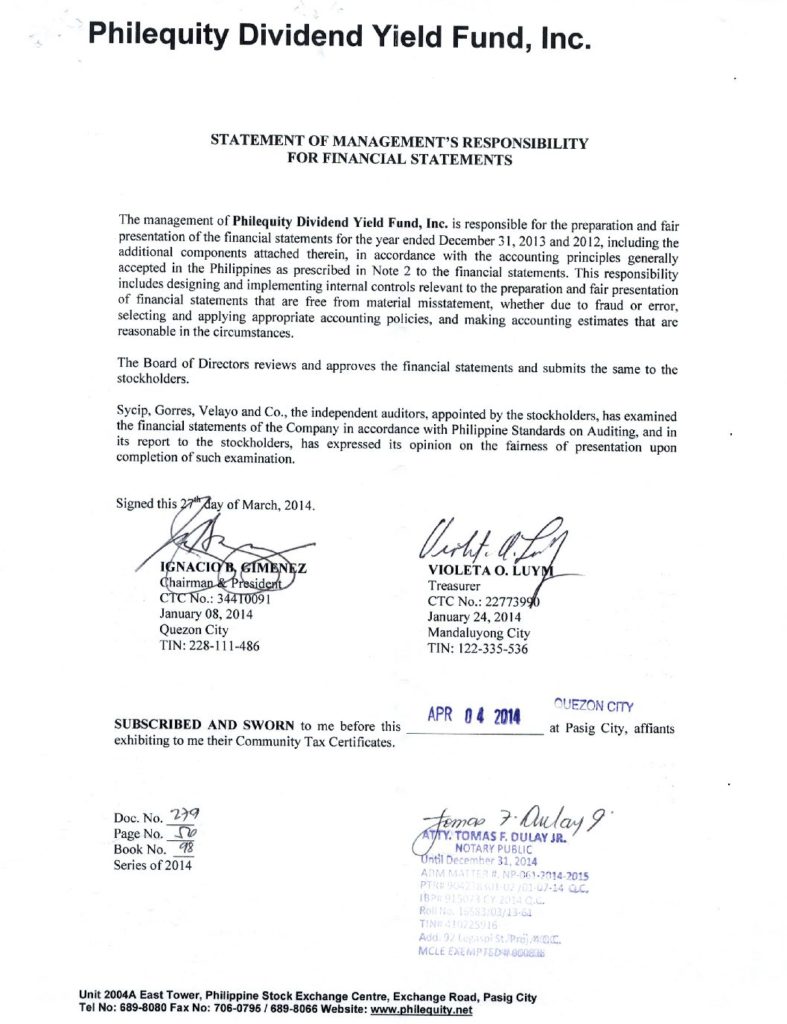 Philequity Dividend Yield Fund, Inc.
STATEMENT OF MANAGEMENT'S RESPONSIBILITY
FOR FINANCIAL STATEMENTS
The management of Philequity Dividend Yield Fund, Inc. is responsible for the preparation and fair
presentation of the financial statements for the year ended December 31, 2013 and 2012, including the
additional components attached therein, in accordance with the accounting principles generally
accepted in the Philippines as prescribed in Note 2 to the financial statements. This responsibility
includes designing and implementing internal controls relevant to the preparation and fair presentation
of financial statements that are free from material misstatement, whether due to fraud or error,
selecting and applying appropriate accounting policies, and making accounting estimates that are
reasonable in the circumstances.
The Board of Directors reviews and approves the financial statements and submits the same to the
stockholders.
Sycip, Gorres, Velayo and Co., the independent auditors, appointed by the stockholders, has examined
the financial statements of the Company in accordance with Philippine Standards on Auditing, and in
its report to the stockholders, has expressed its opinion on the fairness of presentation upon
completion of such examination.
Signed this 27th day of March, 2014.
IGNACIO B. GIMENEZ
Chairman & President
CTC No.: 34410091
January 08, 2014
Quezon City
TIN: 228-111-486
Violeta O. Luym
VIOLETA O. LUYM
Treasurer
CTC No.: 22773990
January 24, 2014
Mandaluyong City
TIN: 122-335-536
SUBSCRIBED AND SWORN to me before this APR 04 2014 QUEZON CITY at Pasig City, affiants
exhibiting to me their Community Tax Certificates.
Doc. No. 279
Page No. 56
Book No. 98
Series of 2014
Tomas F. Dulay Jr
ATTY. TOMAS F. DULAY JR.
NOTARY PUBLIC
Until December 31, 2014
ADM MATTER #. NP-061-2014-2015
PTR# 01-07-14 Q.C.
IBP# 915073 CY 2014 Q.C.
Roll No. 03/13-61
TIN# 410225916
Add. 92 Legaspi St.
MCLE EXEMPTED#
Unit 2004A East Tower, Philippine Stock Exchange Centre, Exchange Road, Pasig City
Tel No: 689-8080 Fax No: 706-0795 / 689-8066 Website: www.philequity.net